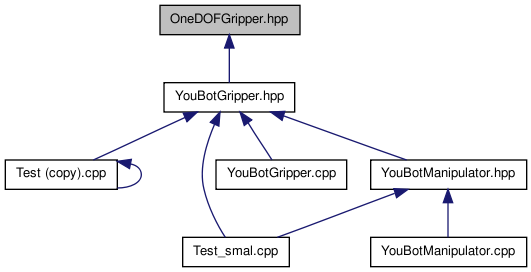 OneDOFGripper.hpp
YouBotGripper.hpp
Test (copy).cpp
YouBotGripper.cpp
YouBotManipulator.hpp
Test_smal.cpp
YouBotManipulator.cpp